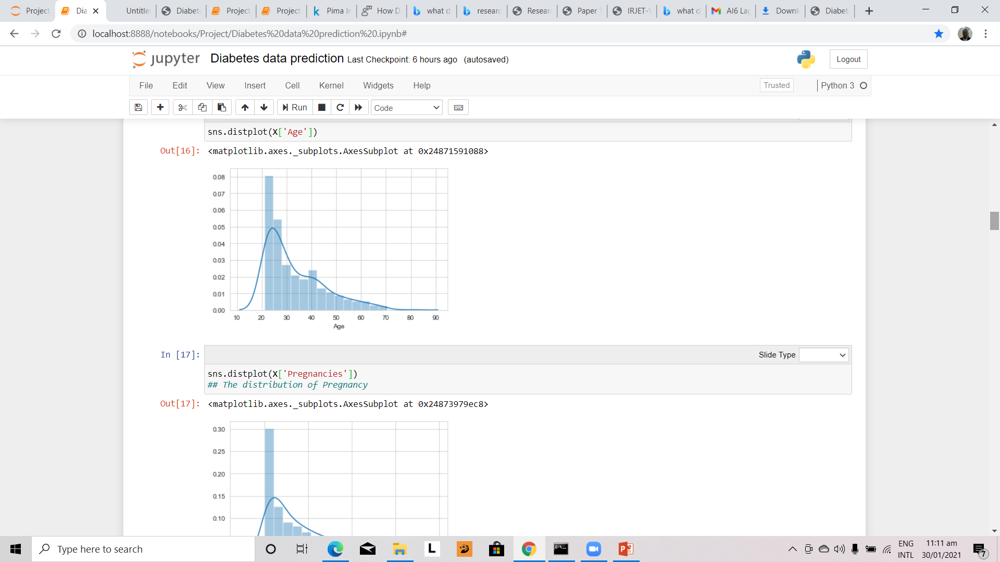 Project
Dia
Untitle
Diabet
Project
Project
Pima I
How D
what d
researc
Resear
Paper T
IRJET-V
what d
AI6 Lag
Downl
Diabet
localhost:8888/notebooks/Project/Diabetes%20data%20prediction%20.ipynb#
jupyter Diabetes data prediction Last Checkpoint: 6 hours ago (autosaved)
Logout
File Edit View Insert Cell Kernel Widgets Help
Trusted
Python 3
Run
Code
sns.distplot(X['Age'])
Out[16]: <matplotlib.axes._subplots.AxesSubplot at 0x24871591088>
0.08
0.07
0.06
0.05
0.04
0.03
0.02
0.01
0.00
10 20 30 40 50 60 70 80 90
Age
In [17]:
Slide Type
sns.distplot(X['Pregnancies'])
## The distribution of Pregnancy
Out[17]: <matplotlib.axes._subplots.AxesSubplot at 0x24873979ec8>
0.30
0.25
0.20
0.15
0.10
Type here to search
L
ENG
INTL
11:11 am
30/01/2021
7